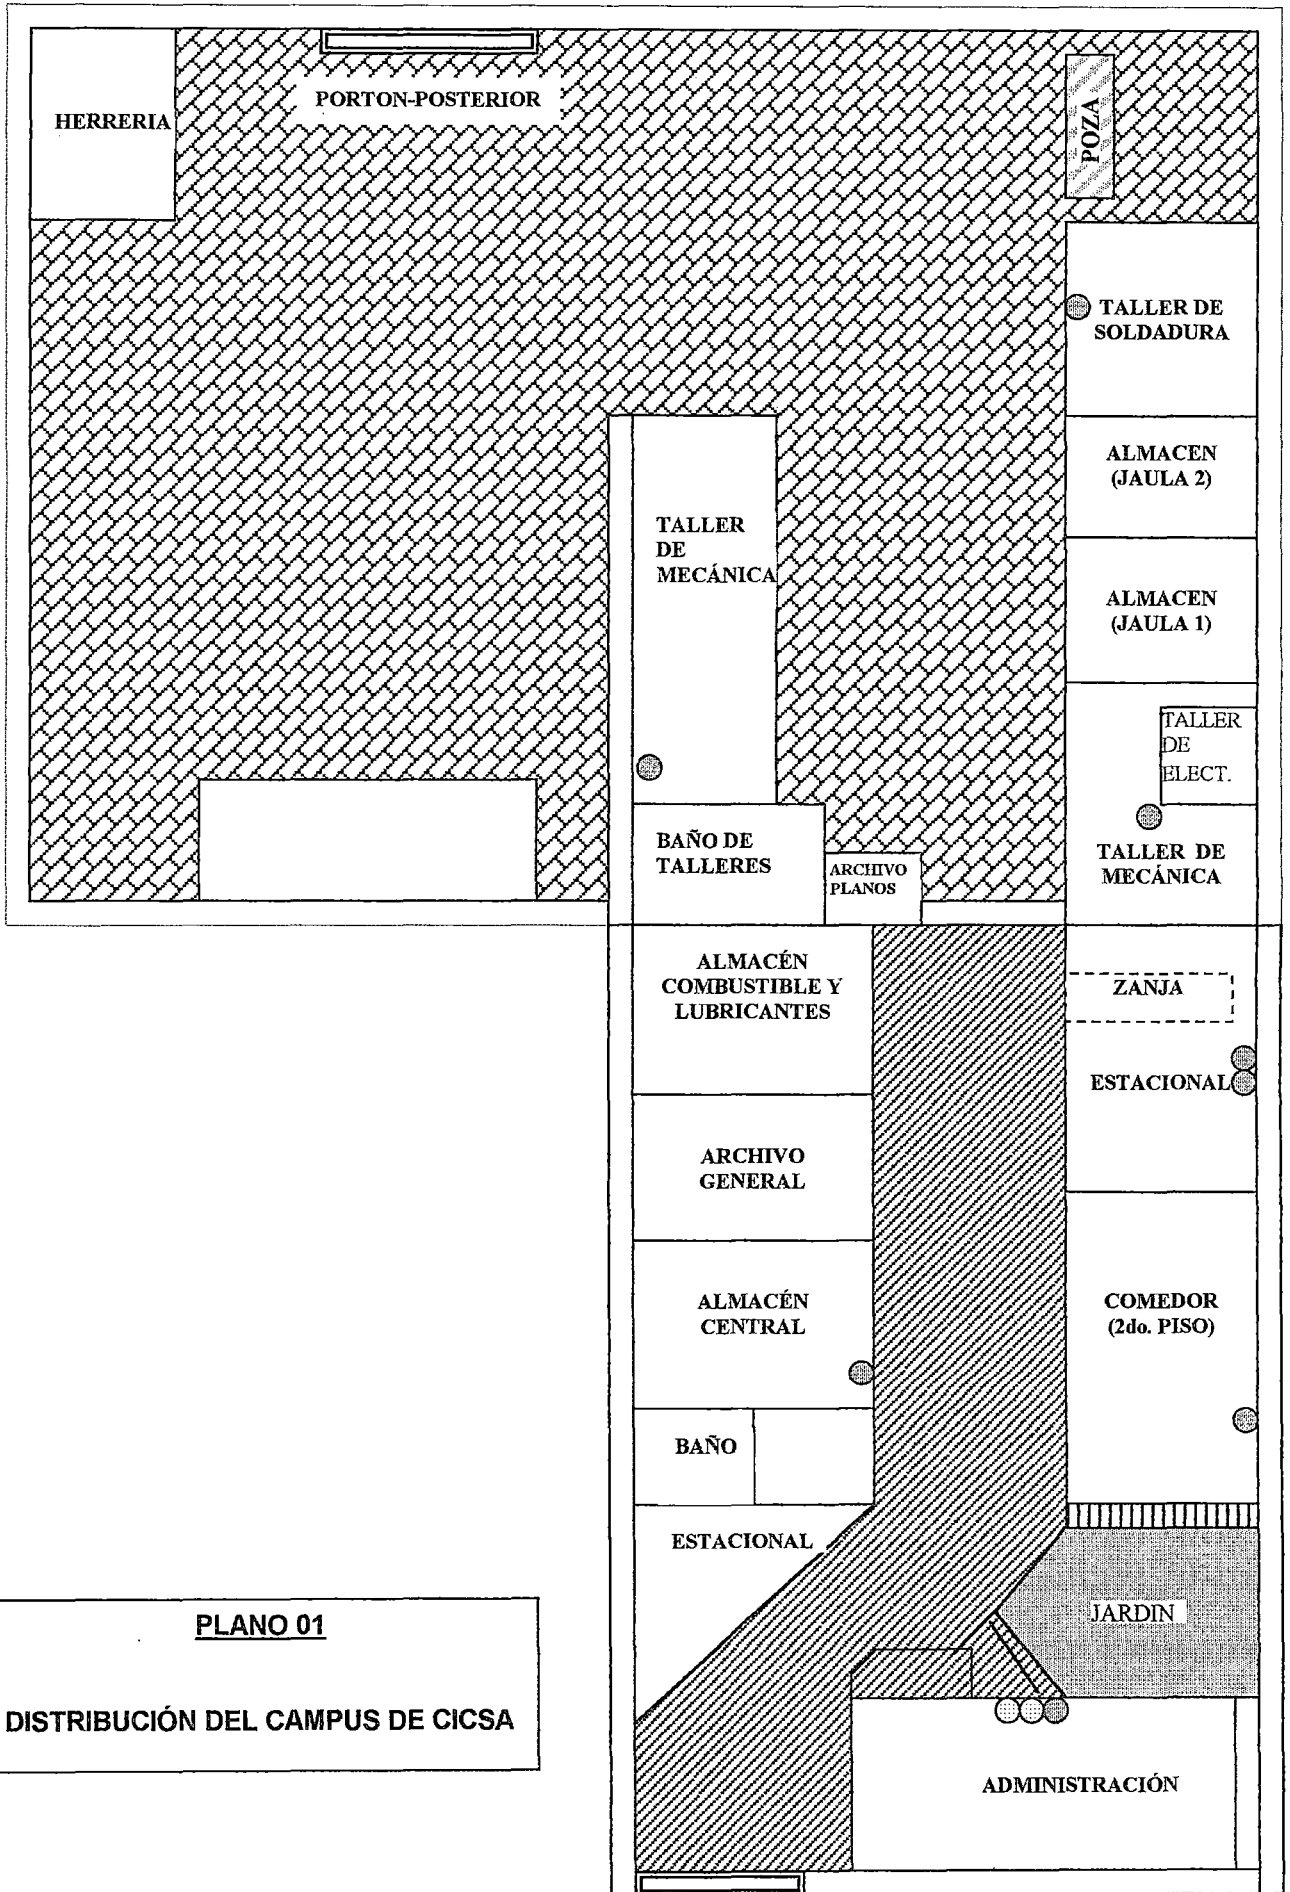 PORTON-POSTERIOR
HERRERIA
POZA
TALLER DE
SOLDADURA
ALMACEN
(JAULA 2)
TALLER
DE
MECÁNICA
ALMACEN
(JAULA 1)
TALLER
DE
ELECT.
BAÑO DE
TALLERES
ARCHIVO
PLANOS
TALLER DE
MECÁNICA
ALMACÉN
COMBUSTIBLE Y
LUBRICANTES
ZANJA
ESTACIONAL
ARCHIVO
GENERAL
ALMACÉN
CENTRAL
COMEDOR
(2do. PISO)
BAÑO
ESTACIONAL
JARDIN
PLANO 01
DISTRIBUCIÓN DEL CAMPUS DE CICSA
ADMINISTRACIÓN